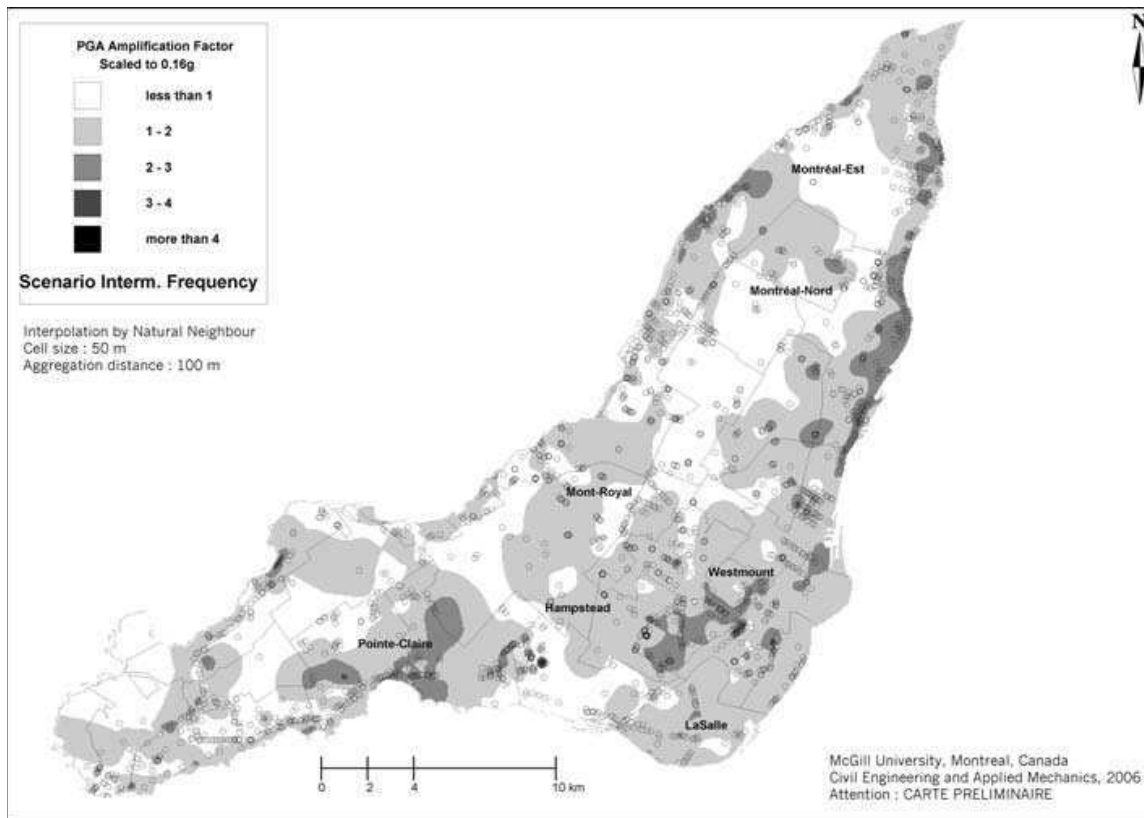 PGA Amplification Factor
Scaled to 0.16g
less than 1
1 - 2
2 - 3
3 - 4
more than 4
Scenario Interm. Frequency
Interpolation by Natural Neighbour
Cell size : 50 m
Aggregation distance : 100 m
N
Montréal-Est
Montréal-Nord
Mont-Royal
Westmount
Hampstead
Pointe-Claire
LaSalle
0 2 4 10 km
McGill University, Montreal, Canada
Civil Engineering and Applied Mechanics, 2006
Attention : CARTE PRELIMINAIRE